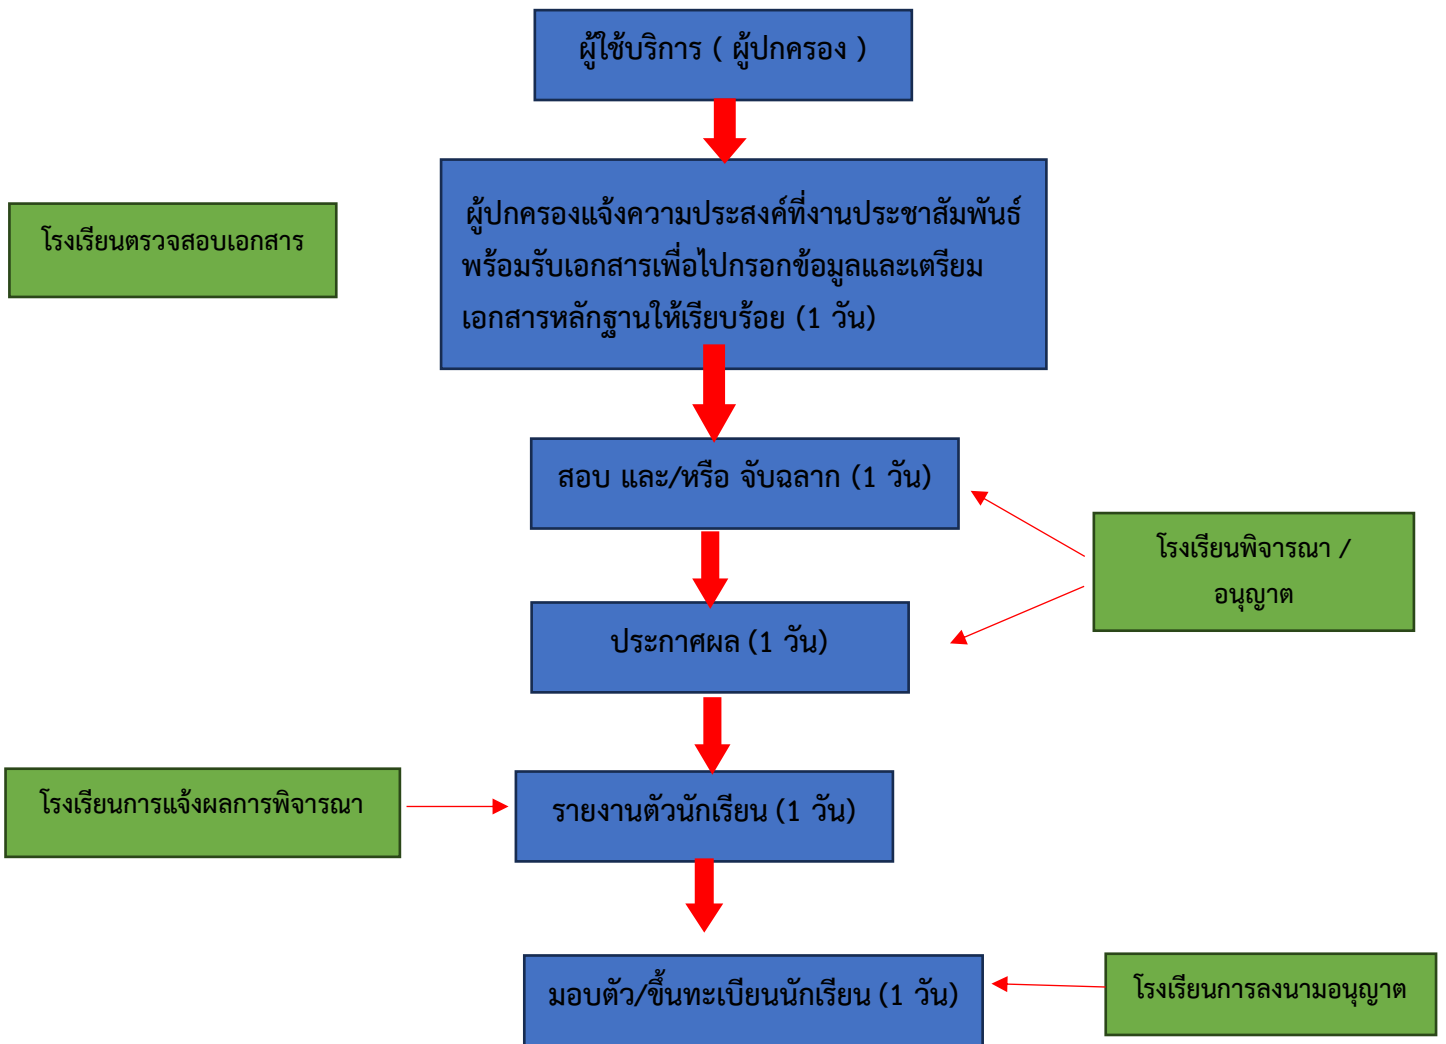 ผู้ใช้บริการ ( ผู้ปกครอง )
ผู้ปกครองแจ้งความประสงค์ที่งานประชาสัมพันธ์
พร้อมรับเอกสารเพื่อไปกรอกข้อมูลและเตรียม
เอกสารหลักฐานให้เรียบร้อย (1 วัน)
โรงเรียนตรวจสอบเอกสาร
สอบ และ/หรือ จับฉลาก (1 วัน)
โรงเรียนพิจารณา /
อนุญาต
ประกาศผล (1 วัน)
โรงเรียนการแจ้งผลการพิจารณา
รายงานตัวนักเรียน (1 วัน)
มอบตัว/ขึ้นทะเบียนนักเรียน (1 วัน)
โรงเรียนการลงนามอนุญาต